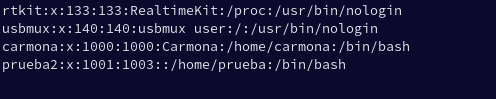 rtkit:x:133:133:RealtimeKit:/proc:/usr/bin/nologin
usbmux:x:140:140:usbmux user:/:/usr/bin/nologin
carmona:x:1000:1000:Carmona:/home/carmona:/bin/bash
prueba2:x:1001:1003::/home/prueba:/bin/bash